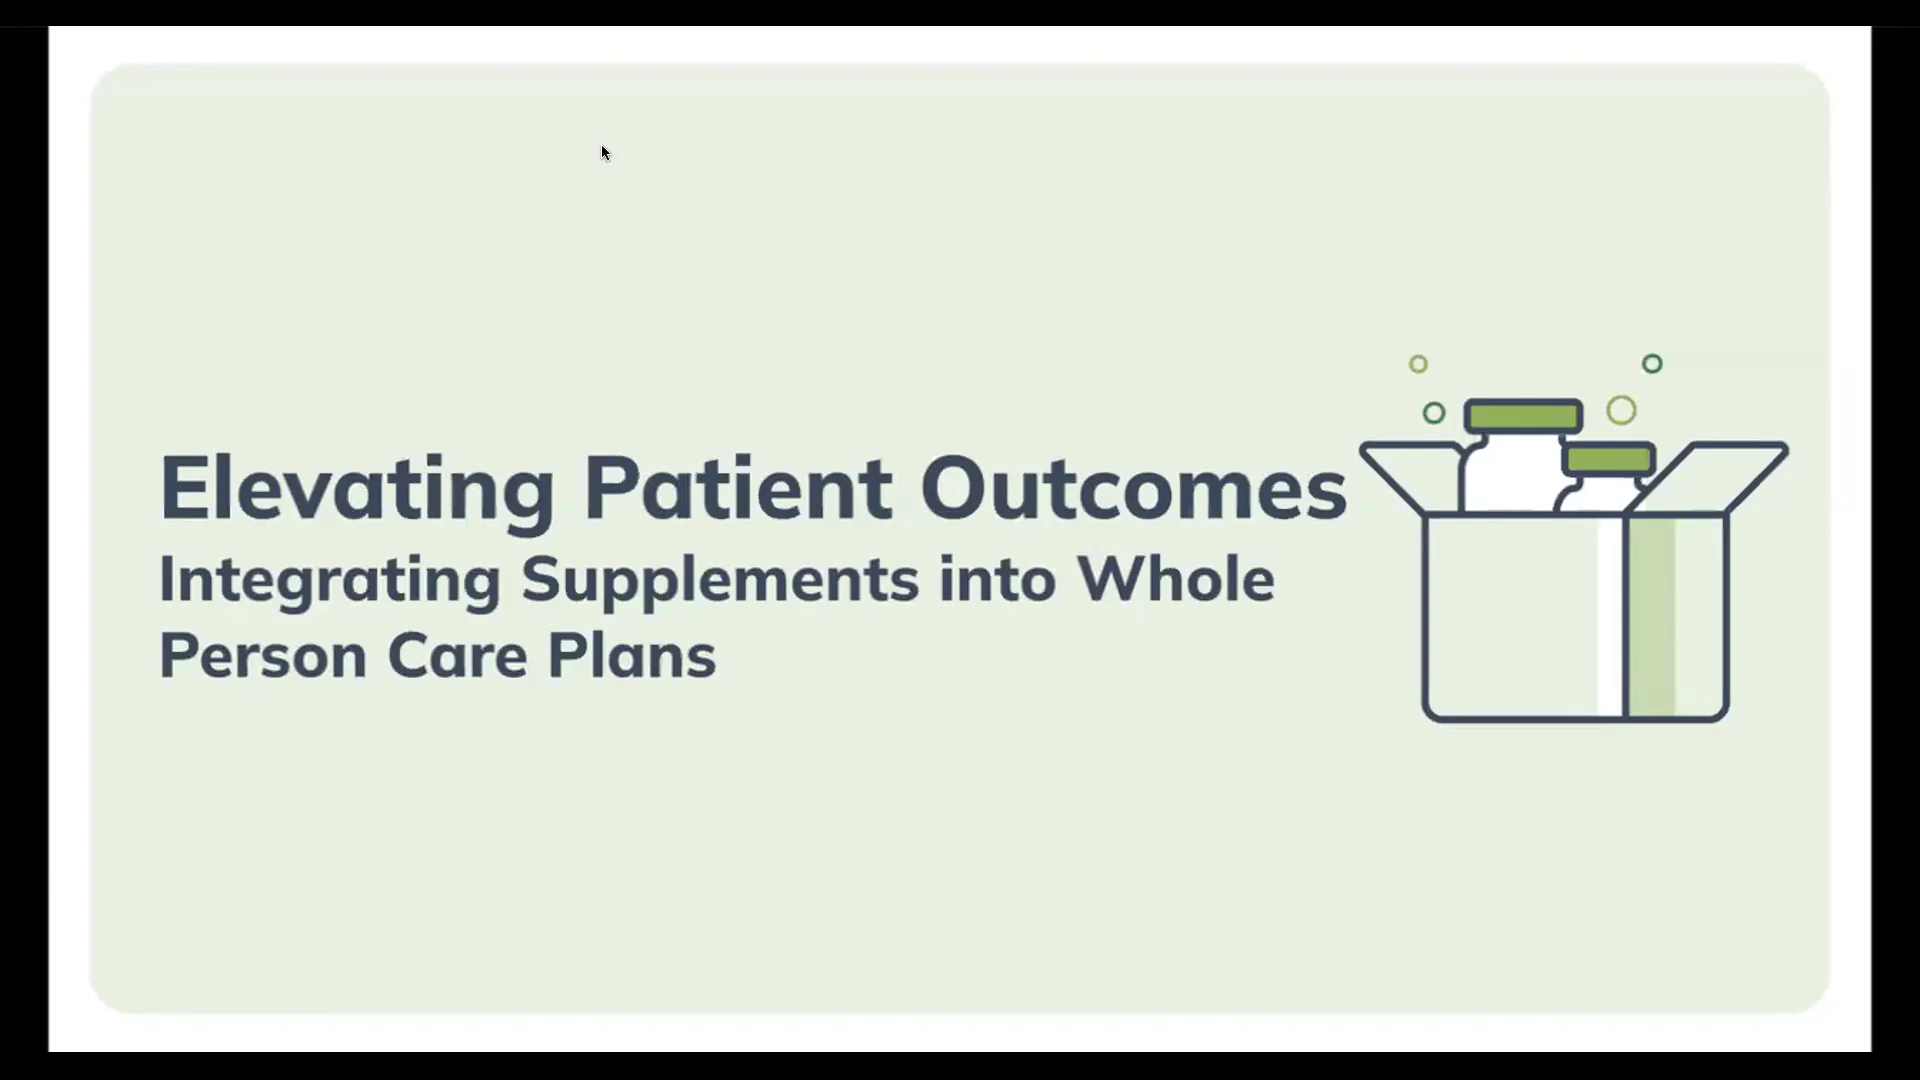 Elevating Patient Outcomes
Integrating Supplements into Whole
Person Care Plans